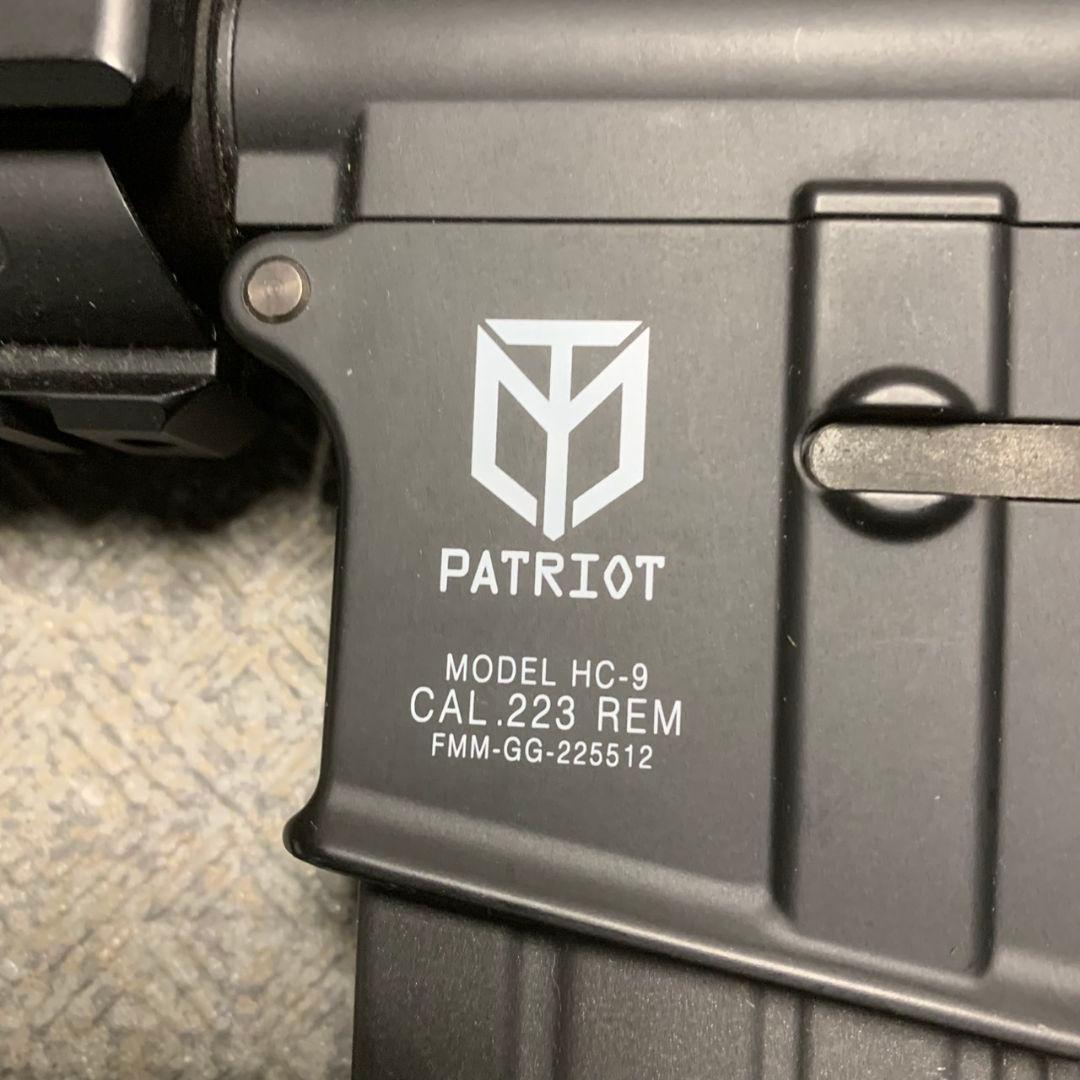 PATRIOT
MODEL HC-9
CAL.223 REM
FMM-GG-225512